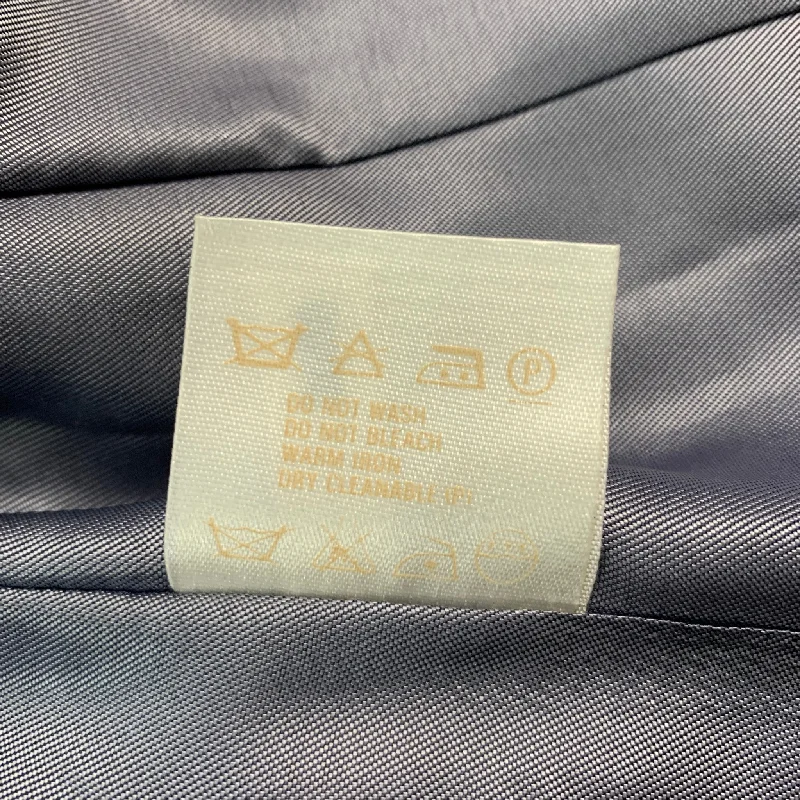 P
DO NOT WASH
DO NOT BLEACH
WARM IRON
DRY CLEANABLE (P)